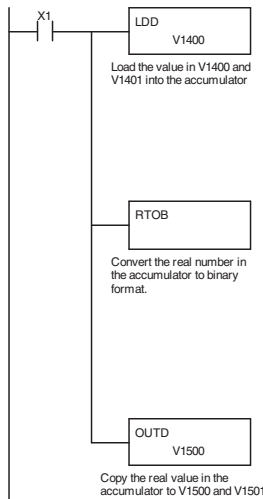 X1
LDD
V1400
Load the value in V1400 and
V1401 into the accumulator
RTOB
Convert the real number in
the accumulator to binary
format.
OUTD
V1500
Copy the real value in the
accumulator to V1500 and V1501